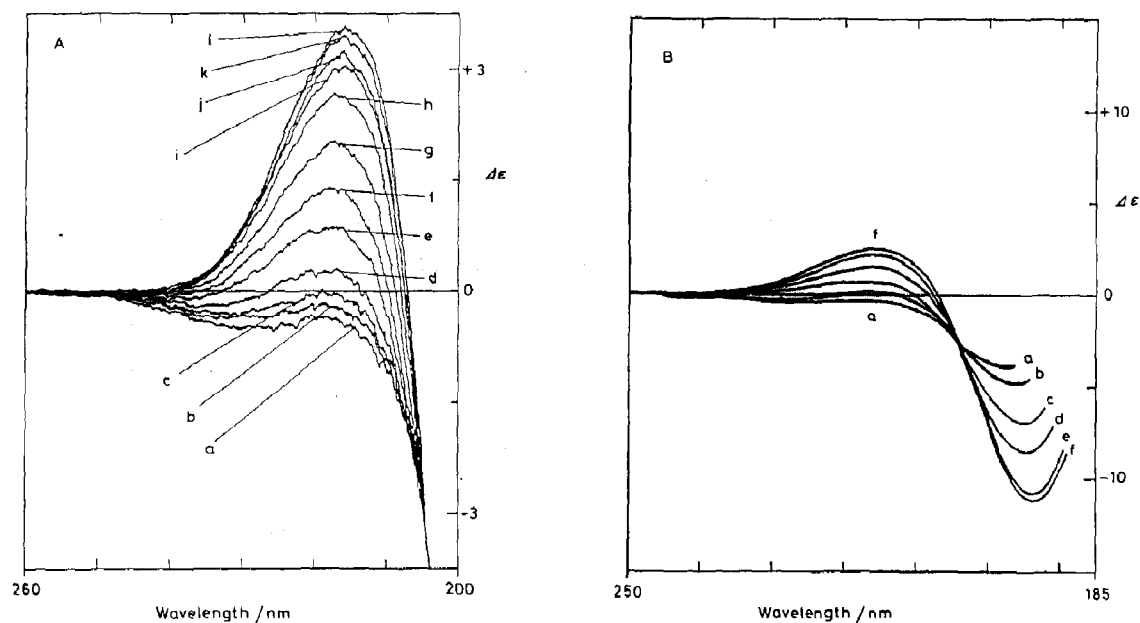 A
l
k
j
i
h
g
f
e
d
c
b
a
+3
0
-3
Δε
260
200
Wavelength / nm
B
f
a
a
b
c
d
e
f
+10
Δε
0
-10
250
185
Wavelength / nm